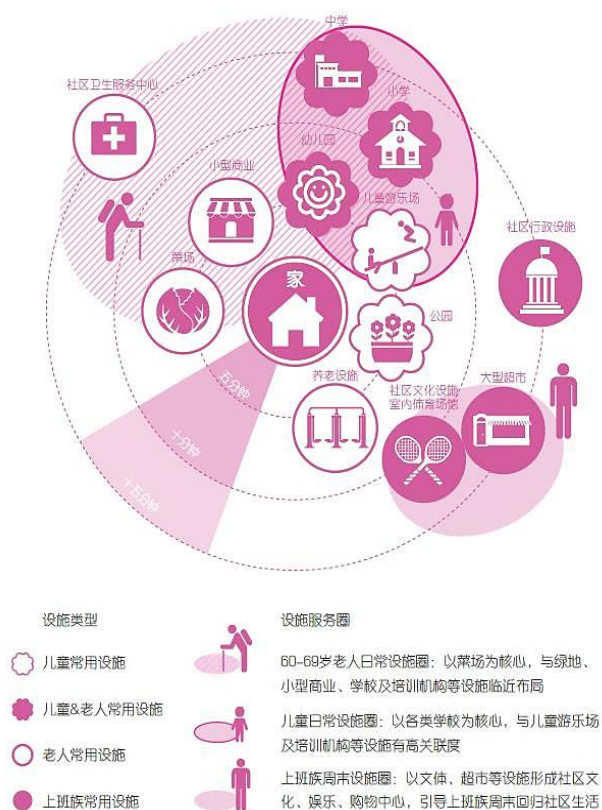 中学
社区卫生服务中心
小学
幼儿园
小型商业
儿童游乐场
社区行政设施
菜场
家
公园
养老设施
社区文化设施
室内体育场馆
大型超市
五分钟
十分钟
十五分钟
设施类型
儿童常用设施
儿童&老人常用设施
老人常用设施
上班族常用设施
设施服务圈
60-69岁老人日常设施圈：以菜场为核心，与绿地、
小型商业、学校及培训机构等设施临近布局
儿童日常设施圈：以各类学校为核心，与儿童游乐场
及培训机构等设施有高关联度
上班族周末设施圈：以文体、超市等设施形成社区文
化、娱乐、购物中心，引导上班族周末回归社区生活